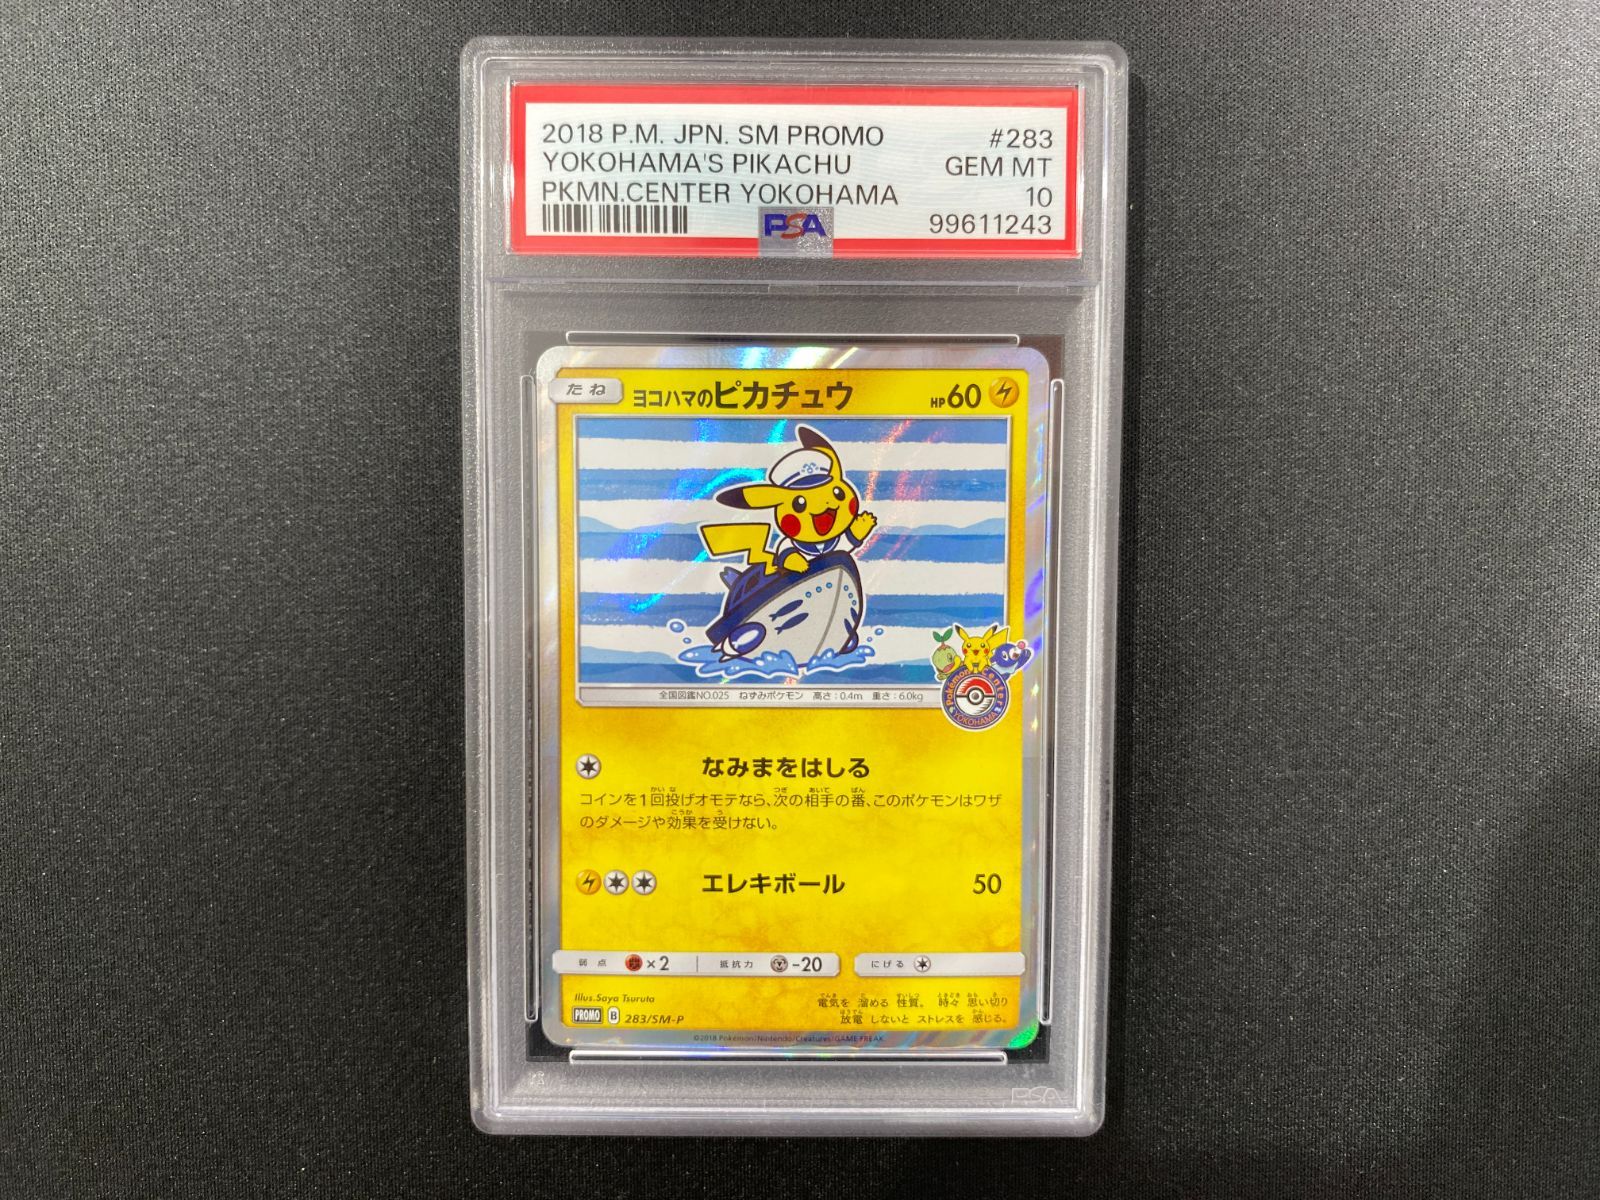 2018 P.M. JPN. SM PROMO #283
YOKOHAMA'S PIKACHU GEM MT
PKMN.CENTER YOKOHAMA 10
PSA 99611243
たね ヨコハマのピカチュウ HP60
Pokémon Center
YOKOHAMA
全国図鑑NO.025 ねずみポケモン 高さ:0.4m 重さ:6.0kg
なみまをはしる
コインを1回投げオモテなら、次の相手の番、このポケモンはワザ
のダメージや効果を受けない。
エレキボール 50
弱点 ×2 抵抗力 -20 にげる
Illus.Saya Tsuruta
電気を溜める性質。時々思い切り
PROMO B 283/SM-P
放電しないとストレスを感じる。
©2018 Pokémon/Nintendo/Creatures/GAME FREAK.
PSA